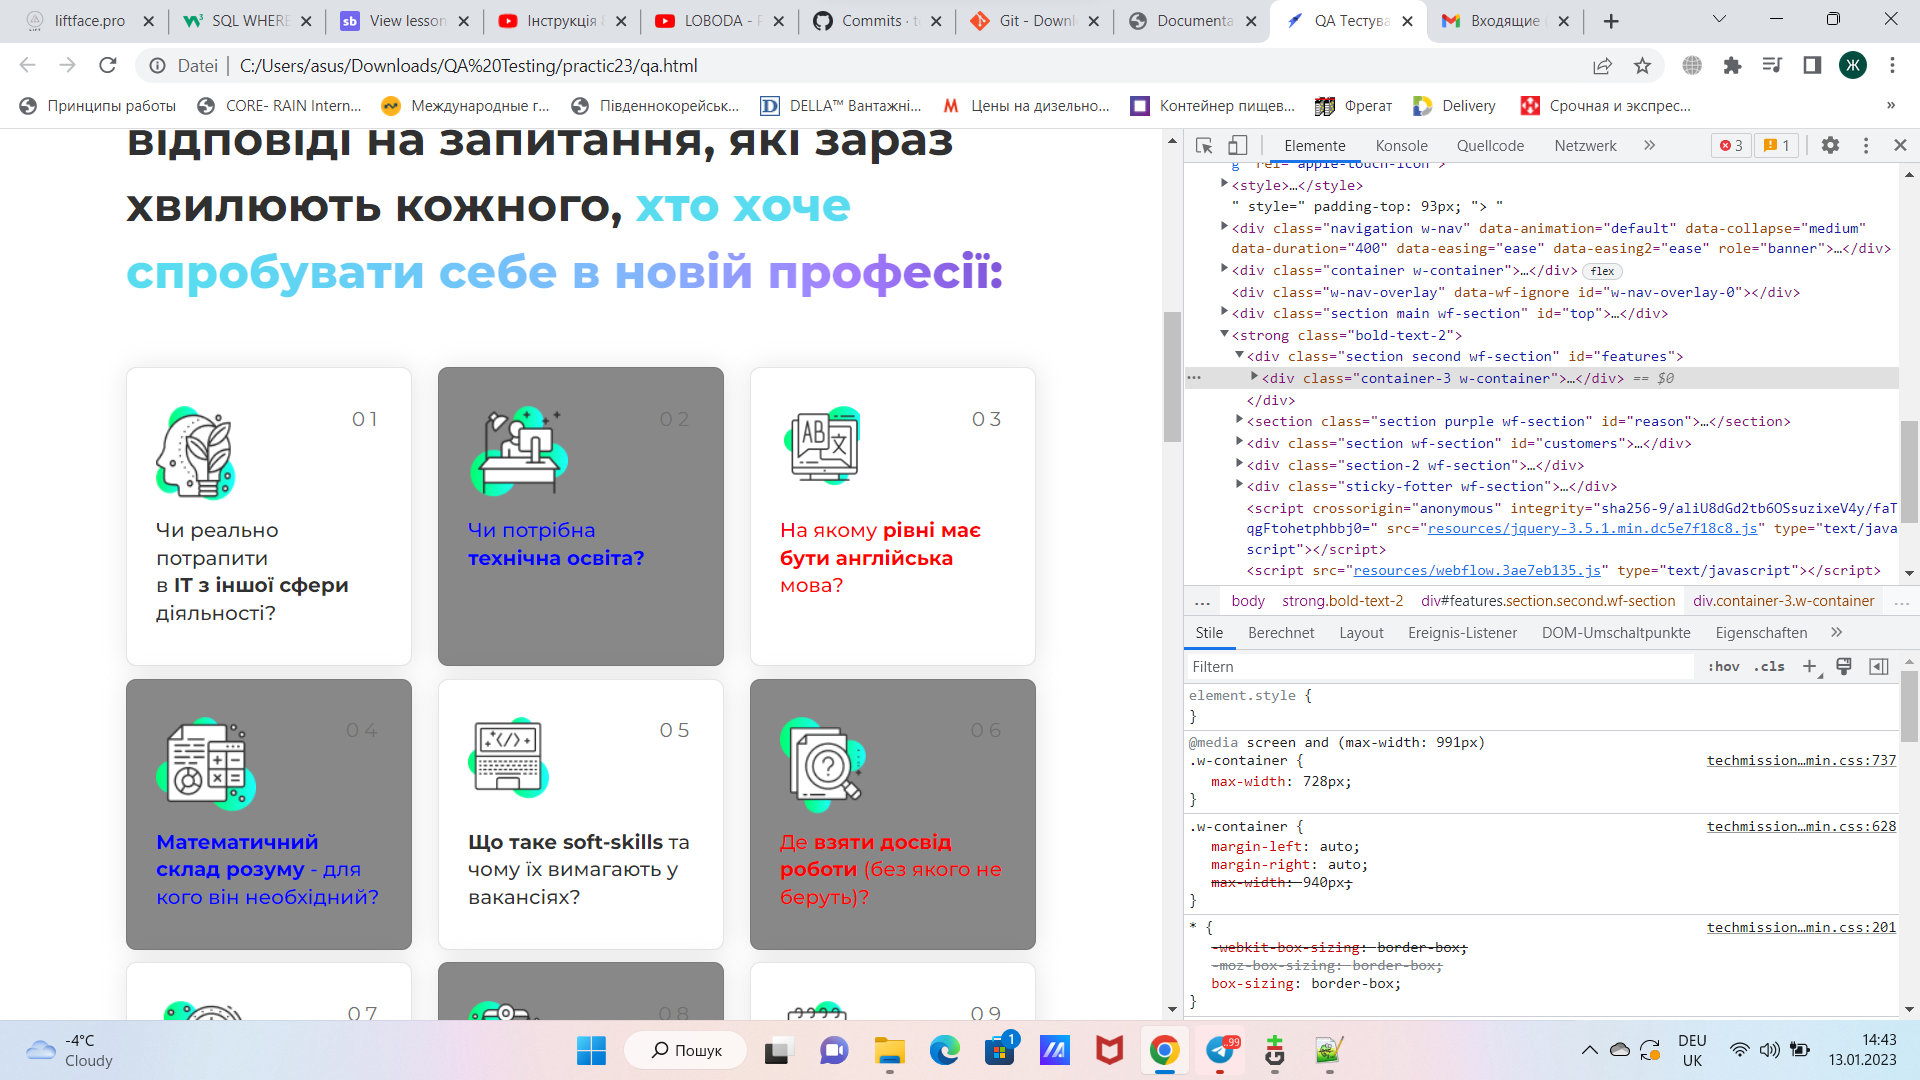 liftface.pro
SQL WHERE
View lesson
Інструкція
LOBODA - P
Commits ·
Git - Downl
Documenta
QA Тестува
Входящие
Datei
C:/Users/asus/Downloads/QA%20Testing/practic23/qa.html
Ж
Принципы работы
CORE- RAIN Intern...
Международные г...
Південнокорейськ...
DELLA™ Вантажні...
Цены на дизельно...
Контейнер пищев...
Фрегат
Delivery
Срочная и экспрес...
»
відповіді на запитання, які зараз
хвилюють кожного, хто хоче
спробувати себе в новій професії:
01
Чи реально
потрапити
в ІТ з іншої сфери
діяльності?
02
Чи потрібна
технічна освіта?
03
На якому рівні має
бути англійська
мова?
04
Математичний
склад розуму - для
кого він необхідний?
05
Що таке soft-skills та
чому їх вимагають у
вакансіях?
06
Де взяти досвід
роботи (без якого не
беруть)?
07
08
09
Elemente
Konsole
Quellcode
Netzwerk
»
3
1
g" rel="apple-touch-icon">
<style>…</style>
" style=" padding-top: 93px; "> "
<div class="navigation w-nav" data-animation="default" data-collapse="medium"
data-duration="400" data-easing="ease" data-easing2="ease" role="banner">…</div>
<div class="container w-container">…</div> flex
<div class="w-nav-overlay" data-wf-ignore id="w-nav-overlay-0"></div>
<div class="section main wf-section" id="top">…</div>
<strong class="bold-text-2">
<div class="section second wf-section" id="features">
<div class="container-3 w-container">…</div> == $0
</div>
<section class="section purple wf-section" id="reason">…</section>
<div class="section wf-section" id="customers">…</div>
<div class="section-2 wf-section">…</div>
<div class="sticky-fotter wf-section">…</div>
<script crossorigin="anonymous" integrity="sha256-9/aliU8dGd2tb6OSsuzixeV4y/faT
qgFtohetphbbj0=" src="resources/jquery-3.5.1.min.dc5e7f18c8.js" type="text/java
script"></script>
<script src="resources/webflow.3ae7eb135.js" type="text/javascript"></script>
... body strong.bold-text-2 div#features.section.second.wf-section div.container-3.w-container ...
Stile
Berechnet
Layout
Ereignis-Listener
DOM-Umschaltpunkte
Eigenschaften
»
Filtern
:hov .cls
element.style {
}
@media screen and (max-width: 991px)
.w-container { techmission…min.css:737
max-width: 728px;
}
.w-container { techmission…min.css:628
margin-left: auto;
margin-right: auto;
max-width: 940px;
}
* { techmission…min.css:201
-webkit-box-sizing: border-box;
-moz-box-sizing: border-box;
box-sizing: border-box;
}
-4°C
Cloudy
Пошук
1
99
DEU
UK
14:43
13.01.2023